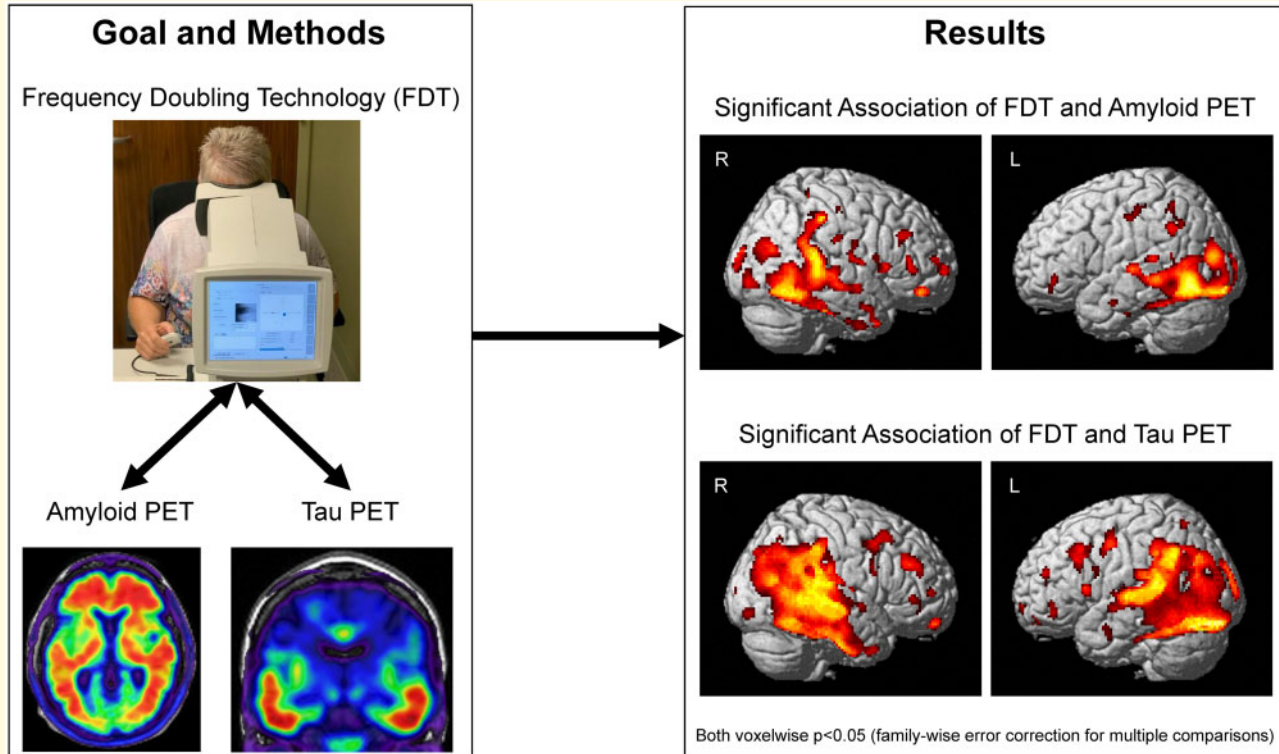 Goal and Methods
Frequency Doubling Technology (FDT)
Amyloid PET
Tau PET
Results
Significant Association of FDT and Amyloid PET
R
L
Significant Association of FDT and Tau PET
R
L
Both voxelwise p<0.05 (family-wise error correction for multiple comparisons)